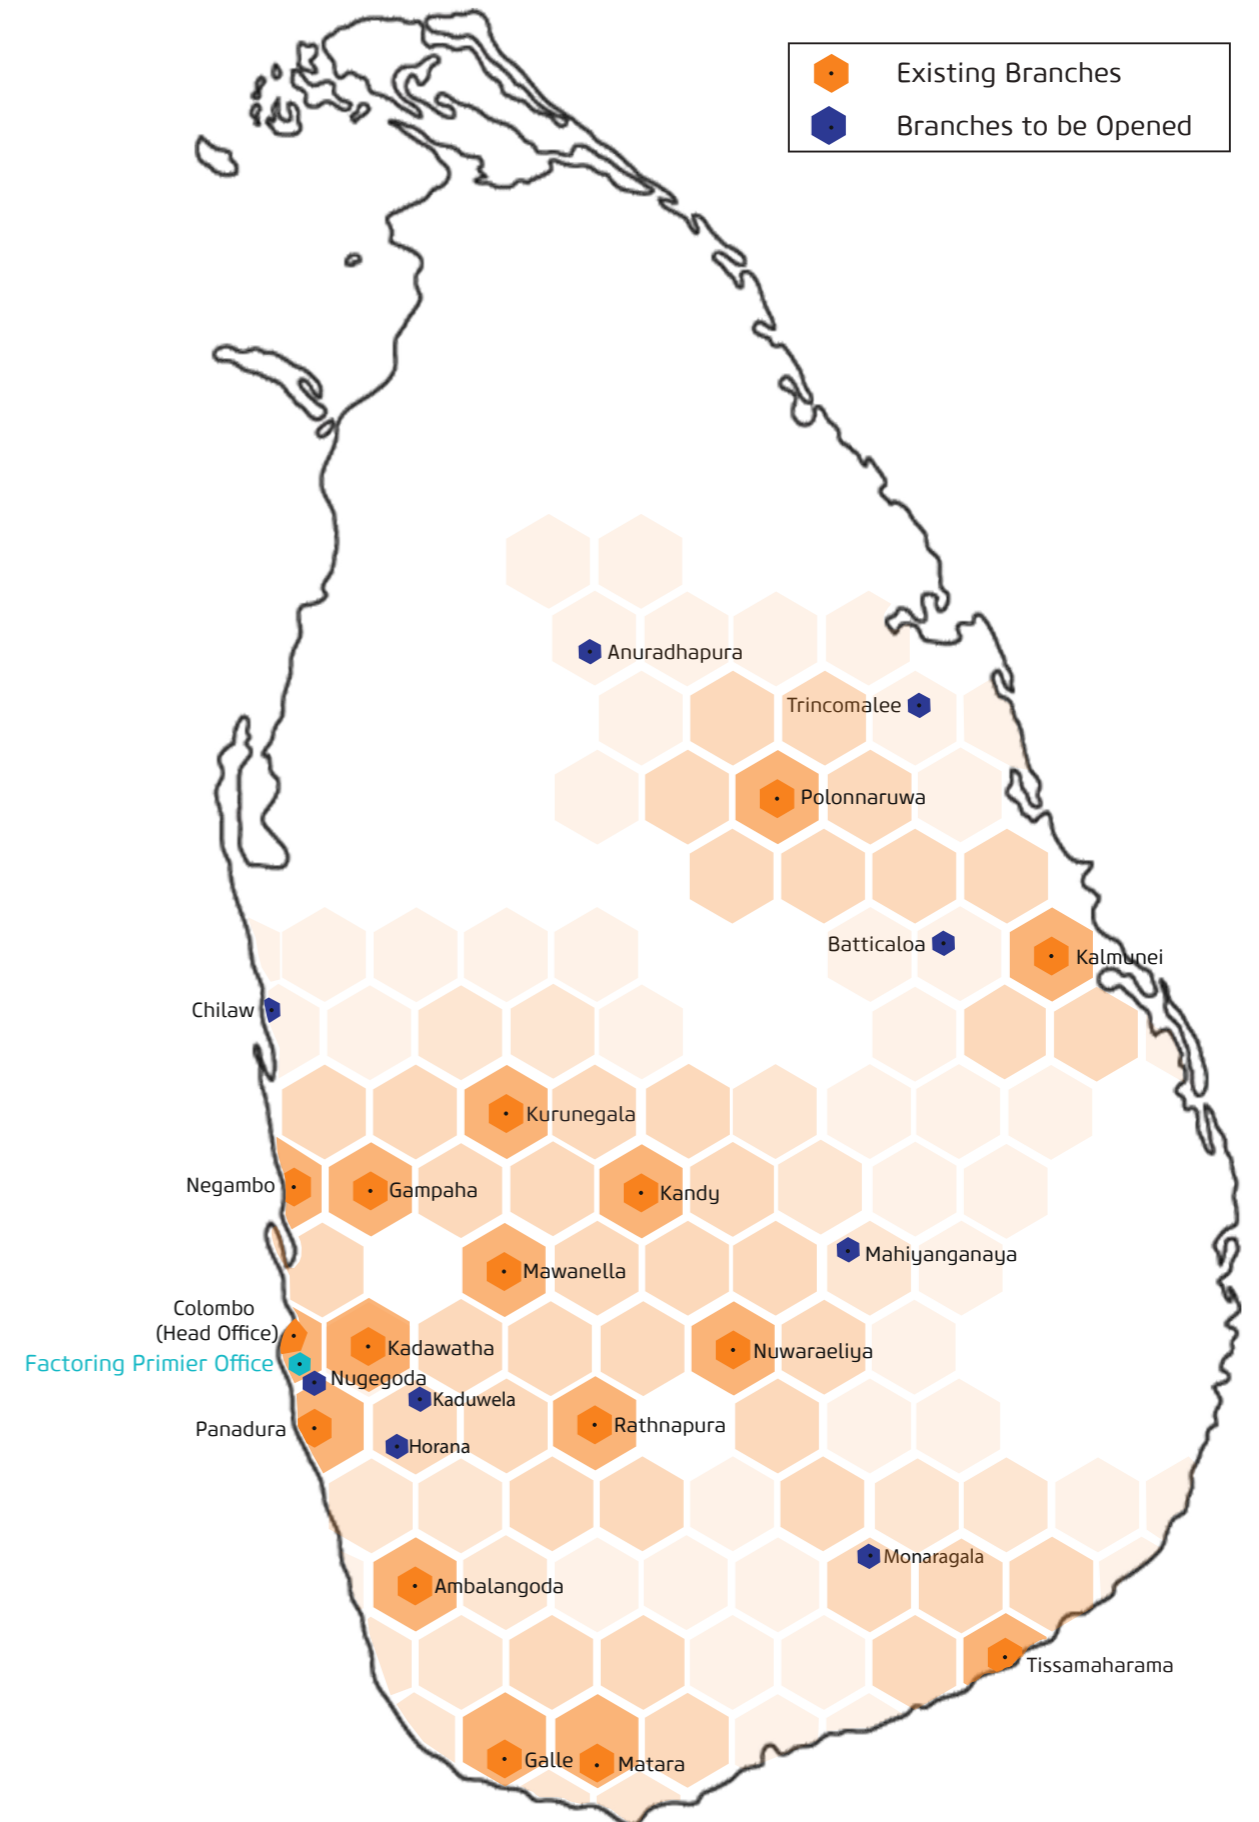 Existing Branches
Branches to be Opened
Anuradhapura
Trincomalee
Polonnaruwa
Batticaloa
Kalmunei
Chilaw
Kurunegala
Negambo
Gampaha
Kandy
Mahiyanganaya
Mawanella
Colombo
(Head Office)
Kadawatha
Nuwaraeliya
Factoring Primier Office
Nugegoda
Kaduwela
Panadura
Rathnapura
Horana
Monaragala
Ambalangoda
Tissamaharama
Galle
Matara